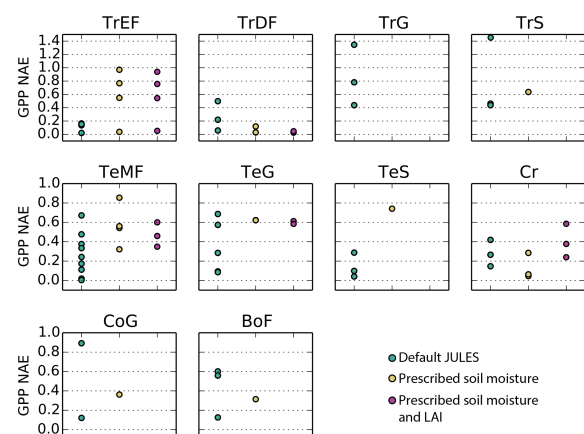 TrEF TrDF TrG TrS
GPP NAE
1.4
1.2
1.0
0.8
0.6
0.4
0.2
0.0
TeMF TeG TeS Cr
GPP NAE
1.0
0.8
0.6
0.4
0.2
0.0
CoG BoF
GPP NAE
1.0
0.8
0.6
0.4
0.2
0.0
Default JULES
Prescribed soil moisture
Prescribed soil moisture
and LAI